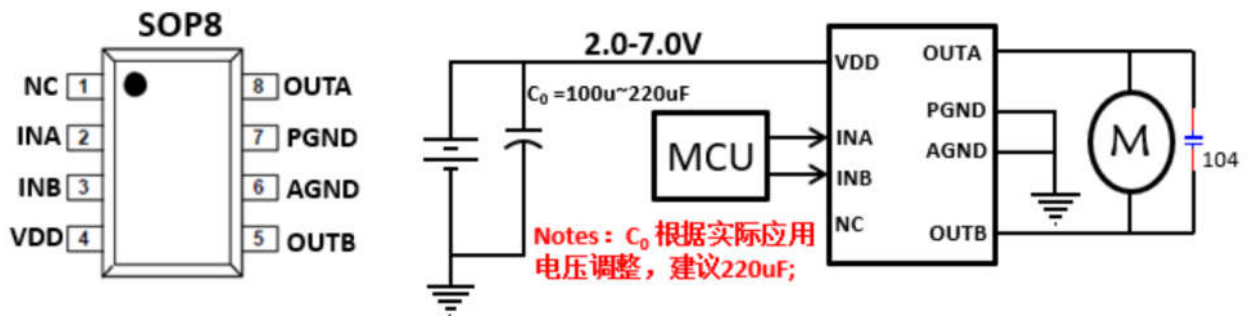 SOP8
NC 1
INA 2
INB 3
VDD 4
8 OUTA
7 PGND
6 AGND
5 OUTB
2.0-7.0V
C₀ =100u~220uF
MCU
VDD
INA
INB
NC
OUTA
PGND
AGND
OUTB
M
104
Notes：C₀ 根据实际应用
电压调整，建议220uF;